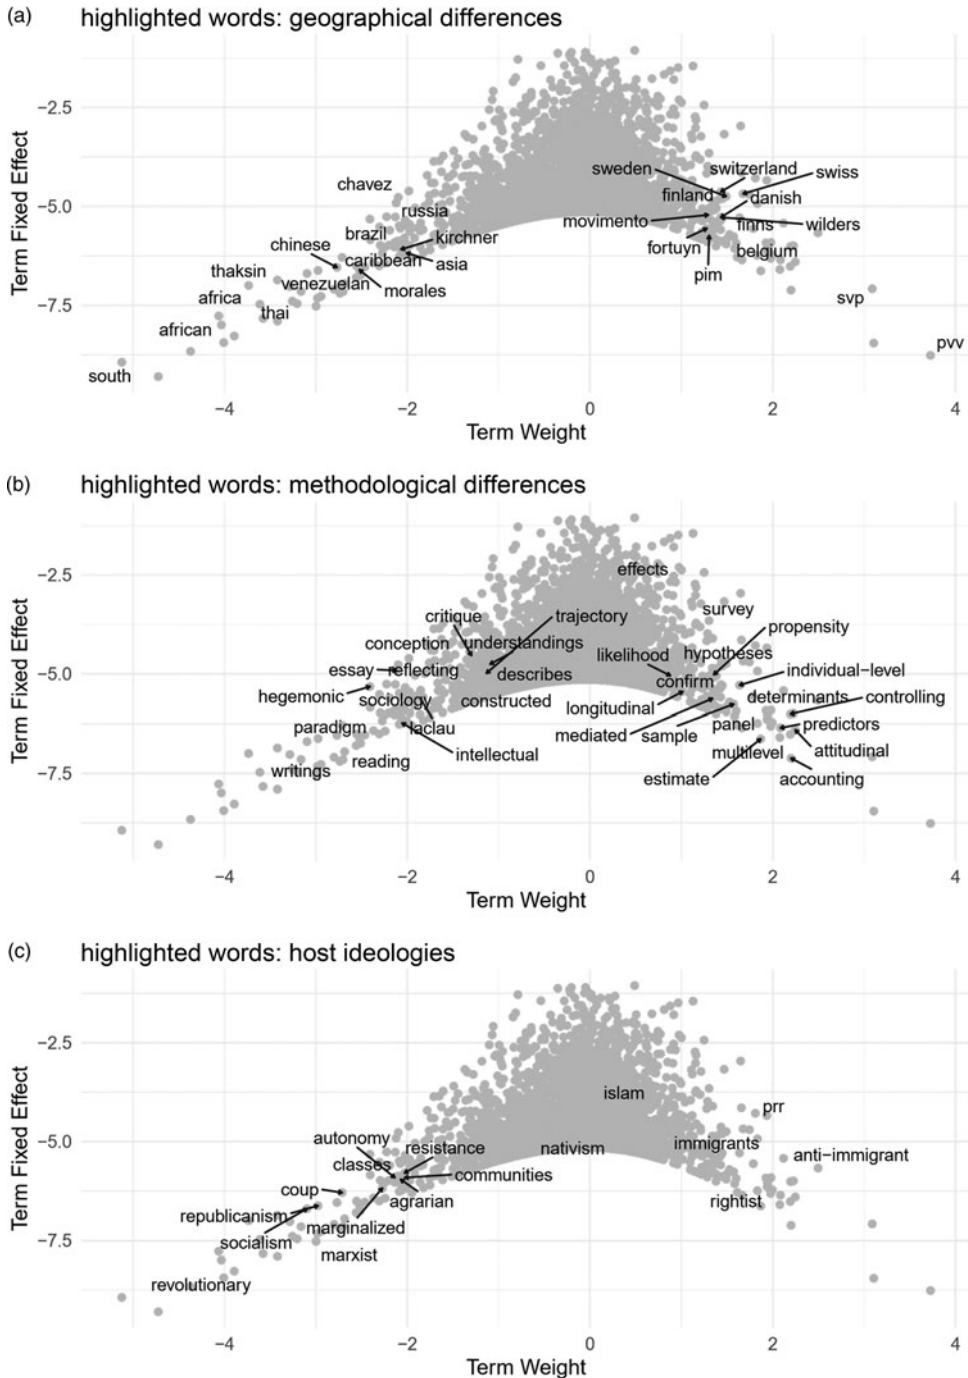 (a) highlighted words: geographical differences
Term Fixed Effect
−2.5
−5.0
−7.5
sweden
switzerland
swiss
chavez
finland
danish
russia
movimento
finns
wilders
brazil
kirchner
fortuyn
belgium
chinese
caribbean
asia
pim
thaksin
venezuelan
morales
africa
thai
svp
african
pvv
south
−4 −2 0 2 4
Term Weight
(b) highlighted words: methodological differences
Term Fixed Effect
−2.5
−5.0
−7.5
effects
critique
trajectory
survey
propensity
conception
understandings
likelihood
hypotheses
essay
reflecting
describes
individual-level
confirm
hegemonic
sociology
constructed
longitudinal
determinants
controlling
paradigm
laclau
mediated
sample
panel
predictors
intellectual
reading
multilevel
attitudinal
writings
estimate
accounting
−4 −2 0 2 4
Term Weight
(c) highlighted words: host ideologies
Term Fixed Effect
−2.5
−5.0
−7.5
islam
prr
autonomy
resistance
nativism
immigrants
classes
communities
anti-immigrant
coup
agrarian
rightist
republicanism
marginalized
socialism
marxist
revolutionary
−4 −2 0 2 4
Term Weight